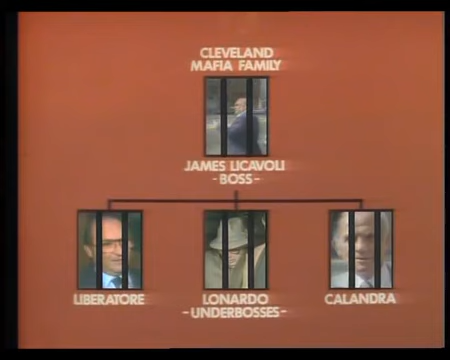 CLEVELAND
MAFIA FAMILY
JAMES LICAVOLI
-BOSS-
LIBERATORE
LONARDO
CALANDRA
-UNDERBOSSES-